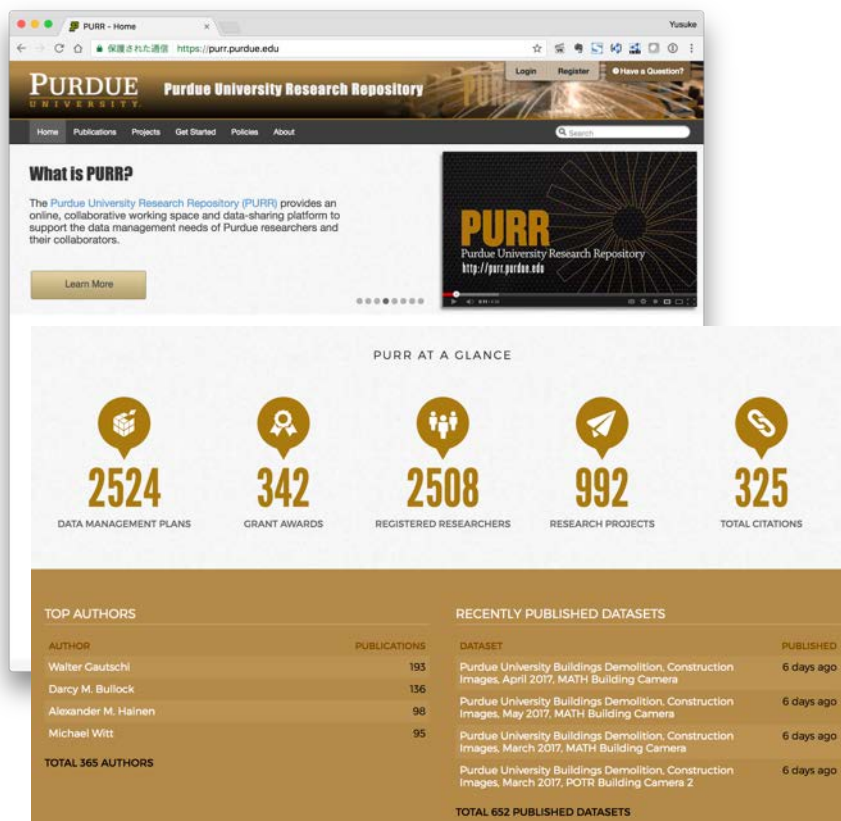 PURR - Home
Yusuke
保護された通信 https://purr.purdue.edu
PURDUE
UNIVERSITY
Purdue University Research Repository
Login Register Have a Question?
Home Publications Projects Get Started Policies About
Search
What is PURR?
The Purdue University Research Repository (PURR) provides an
online, collaborative working space and data-sharing platform to
support the data management needs of Purdue researchers and
their collaborators.
Learn More
PURR
Purdue University Research Repository
http://purr.purdue.edu
PURR AT A GLANCE
2524 342 2508 992 325
DATA MANAGEMENT PLANS GRANT AWARDS REGISTERED RESEARCHERS RESEARCH PROJECTS TOTAL CITATIONS
TOP AUTHORS
AUTHOR PUBLICATIONS
Walter Gautschi 193
Darcy M. Bullock 136
Alexander M. Hainen 98
Michael Witt 95
TOTAL 365 AUTHORS
RECENTLY PUBLISHED DATASETS
DATASET PUBLISHED
Purdue University Buildings Demolition, Construction 6 days ago
Images, April 2017, MATH Building Camera
Purdue University Buildings Demolition, Construction 6 days ago
Images, May 2017, MATH Building Camera
Purdue University Buildings Demolition, Construction 6 days ago
Images, March 2017, MATH Building Camera
Purdue University Buildings Demolition, Construction 6 days ago
Images, March 2017, POTR Building Camera 2
TOTAL 652 PUBLISHED DATASETS